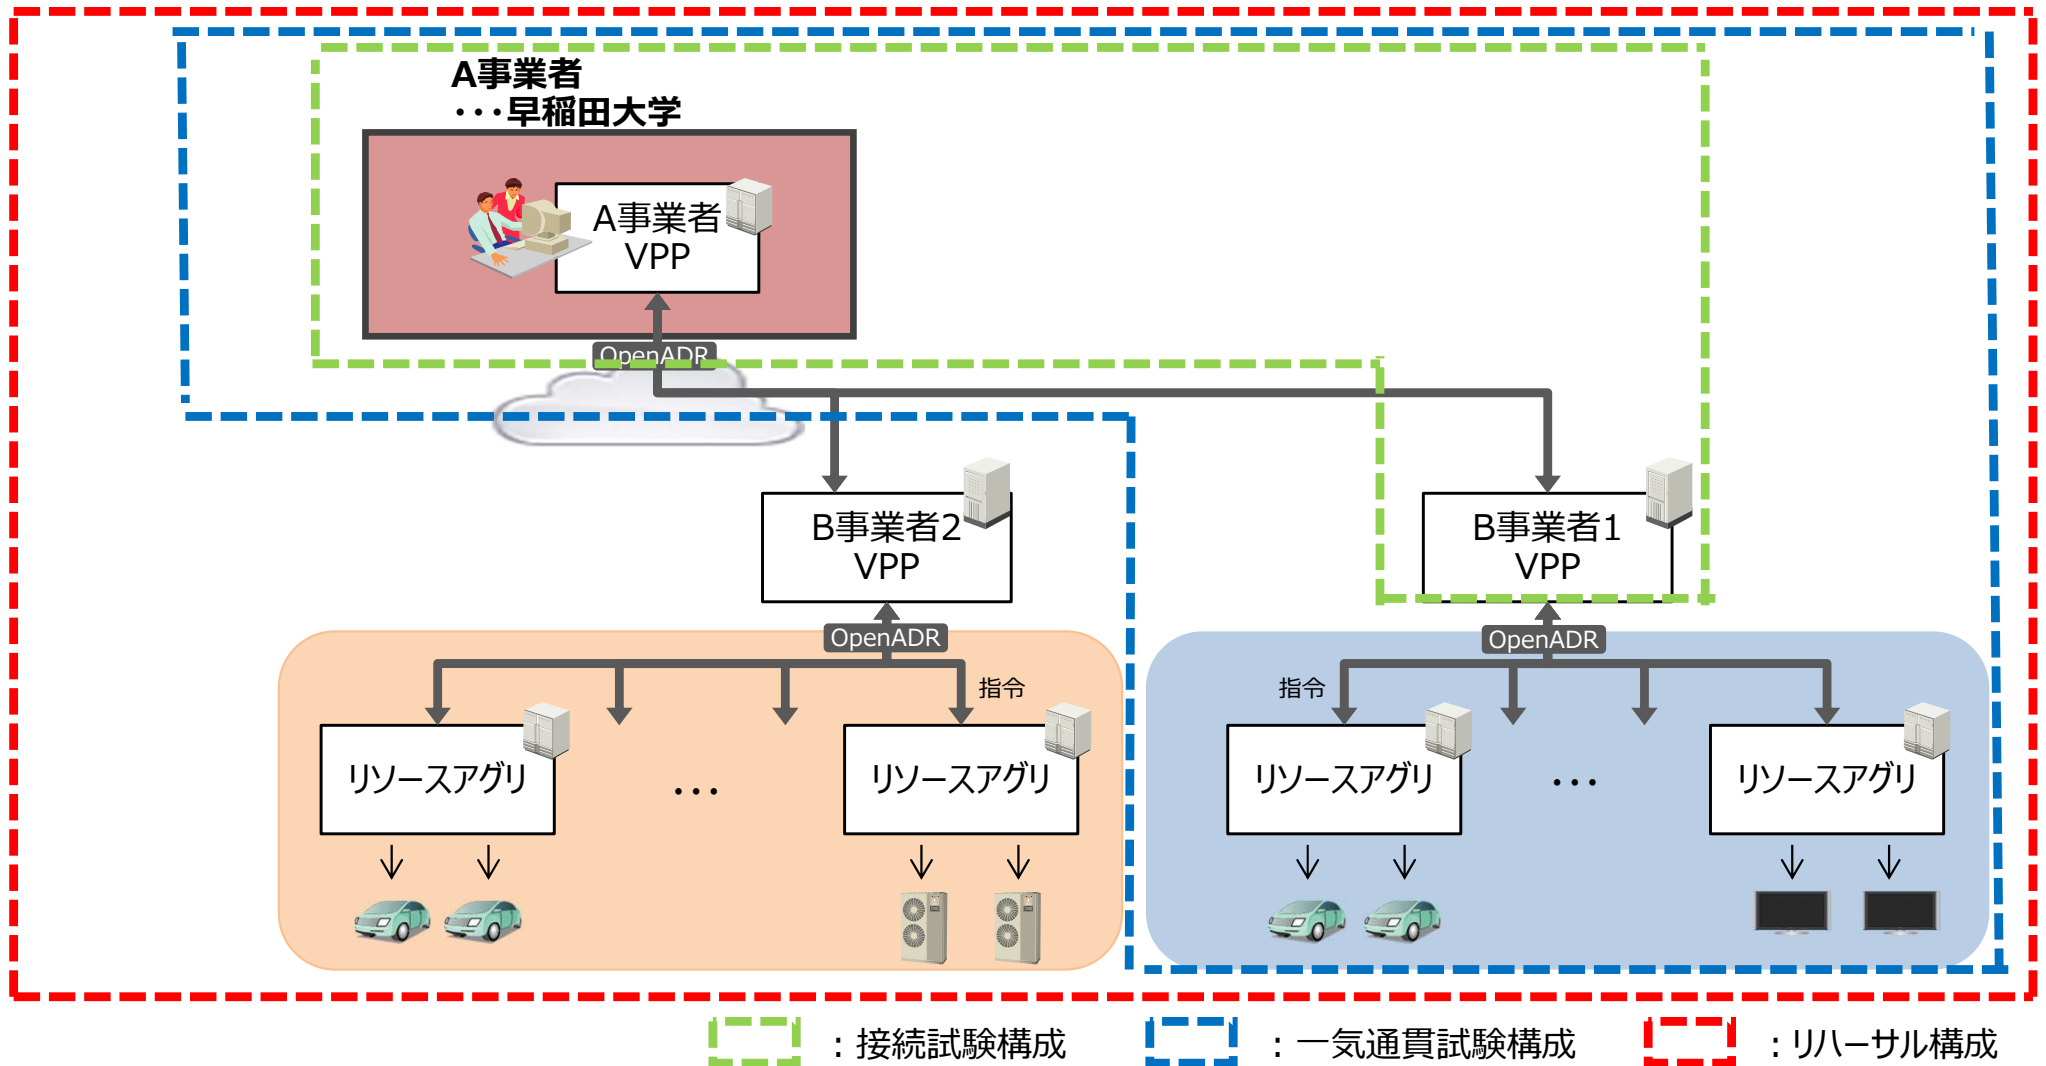 A事業者
･･･早稲田大学
A事業者
VPP
OpenADR
B事業者2
VPP
B事業者1
VPP
OpenADR
OpenADR
指令
指令
リソースアグリ
…
リソースアグリ
リソースアグリ
…
リソースアグリ
：接続試験構成
：一気通貫試験構成
：リハーサル構成